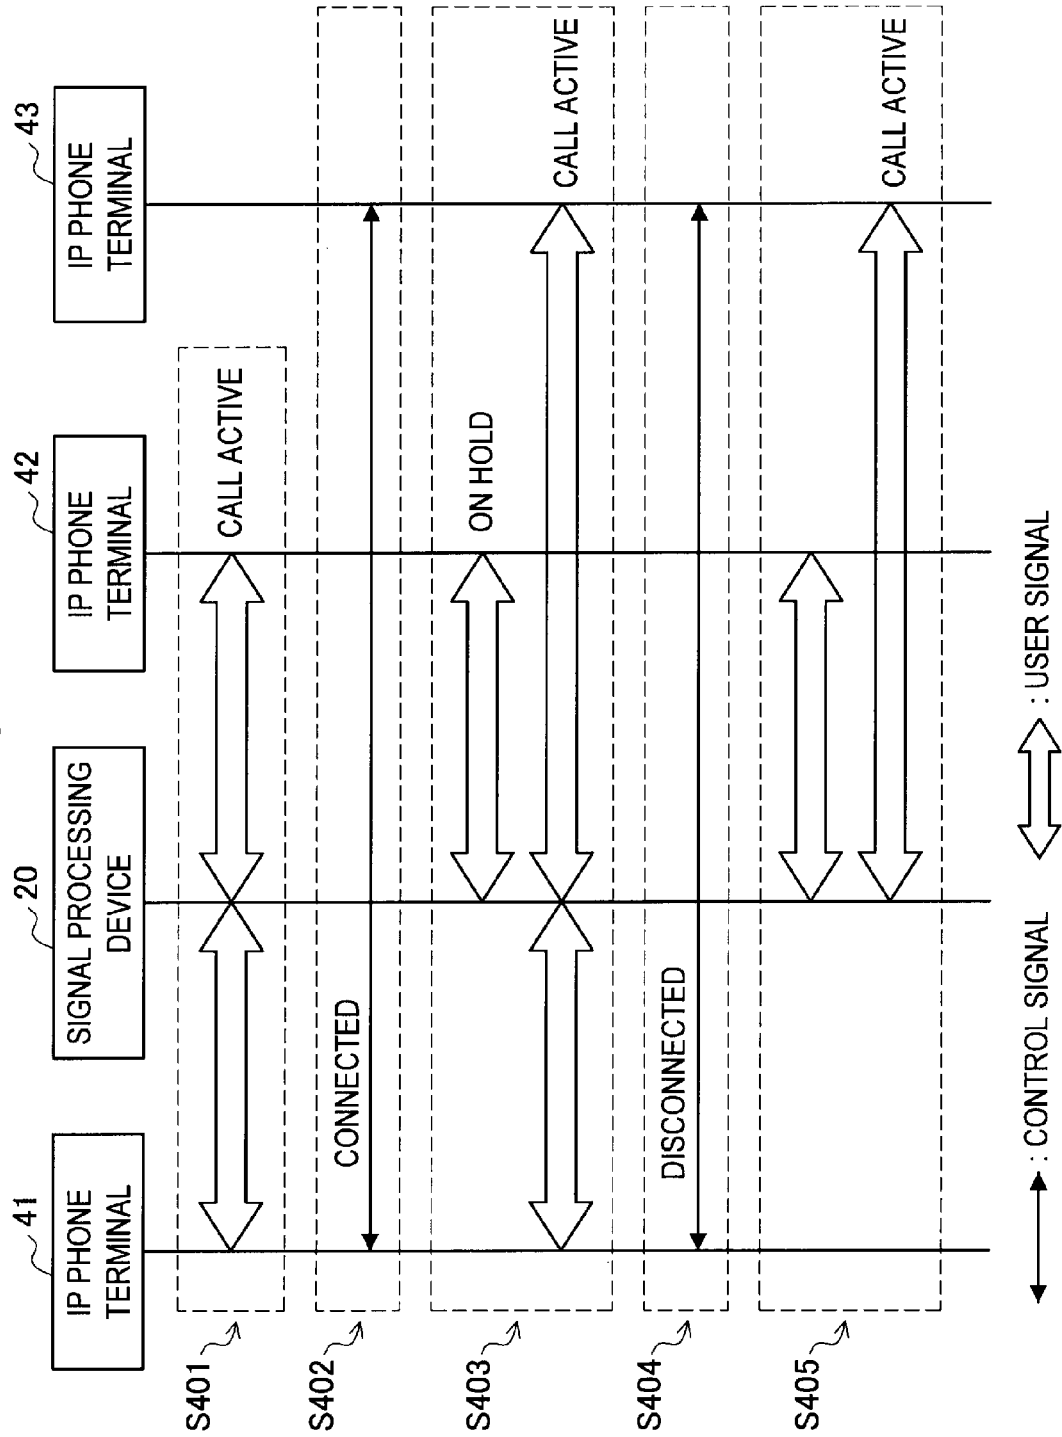 41
IP PHONE
TERMINAL
20
SIGNAL PROCESSING
DEVICE
42
IP PHONE
TERMINAL
43
IP PHONE
TERMINAL
S401
CALL ACTIVE
S402
CONNECTED
S403
ON HOLD
CALL ACTIVE
S404
DISCONNECTED
S405
CALL ACTIVE
: CONTROL SIGNAL
: USER SIGNAL